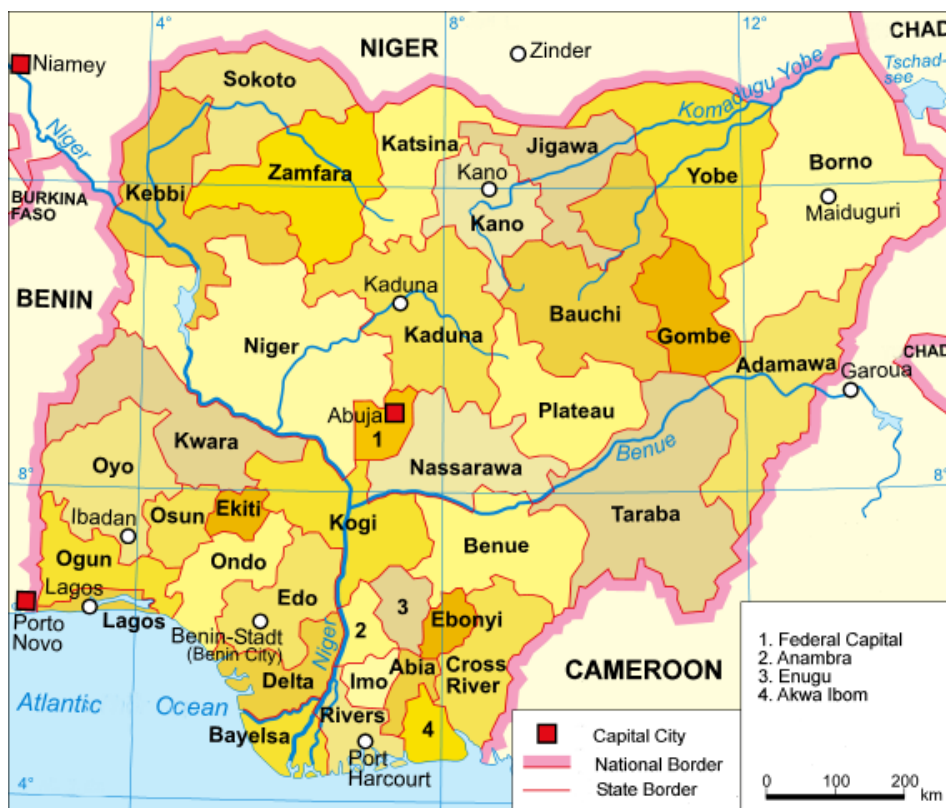 4°
8°
12°
CHAD
NIGER
Zinder
Niamey
Tschad-
see
Sokoto
Komadugu Yobe
Niger
Katsina
Jigawa
Borno
Zamfara
Kano
Yobe
Kebbi
BURKINA
FASO
Maiduguri
Kano
Kaduna
BENIN
Bauchi
Kaduna
Gombe
Niger
CHAD
Adamawa
Garoua
Abuja
Plateau
1
Kwara
Benue
Nassarawa
Oyo
8°
8°
Ekiti
Taraba
Osun
Kogi
Ibadan
Benue
Ogun
Ondo
Lagos
Edo
3
Ebonyi
Porto
Novo
Lagos
2
Benin-Stadt
(Benin City)
Niger
Abia
Cross
River
CAMEROON
Imo
Delta
Atlantic Ocean
Rivers
4
Bayelsa
Port
Harcourt
4°
1. Federal Capital
2. Anambra
3. Enugu
4. Akwa Ibom
Capital City
National Border
State Border
0 100 200
km